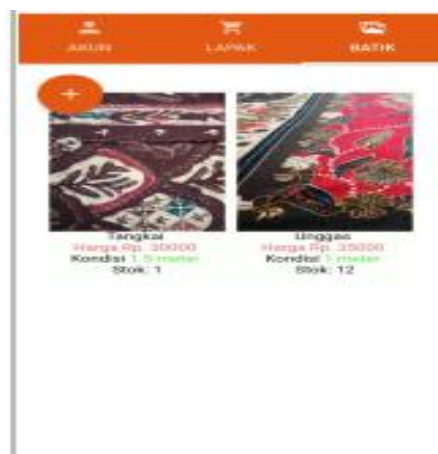 AKUN
LAPAK
BATIK
+
Tangkai
Harga Rp. 30000
Kondisi 1.5 meter
Stok: 1
Unggas
Harga Rp. 35000
Kondisi 1 meter
Stok: 12